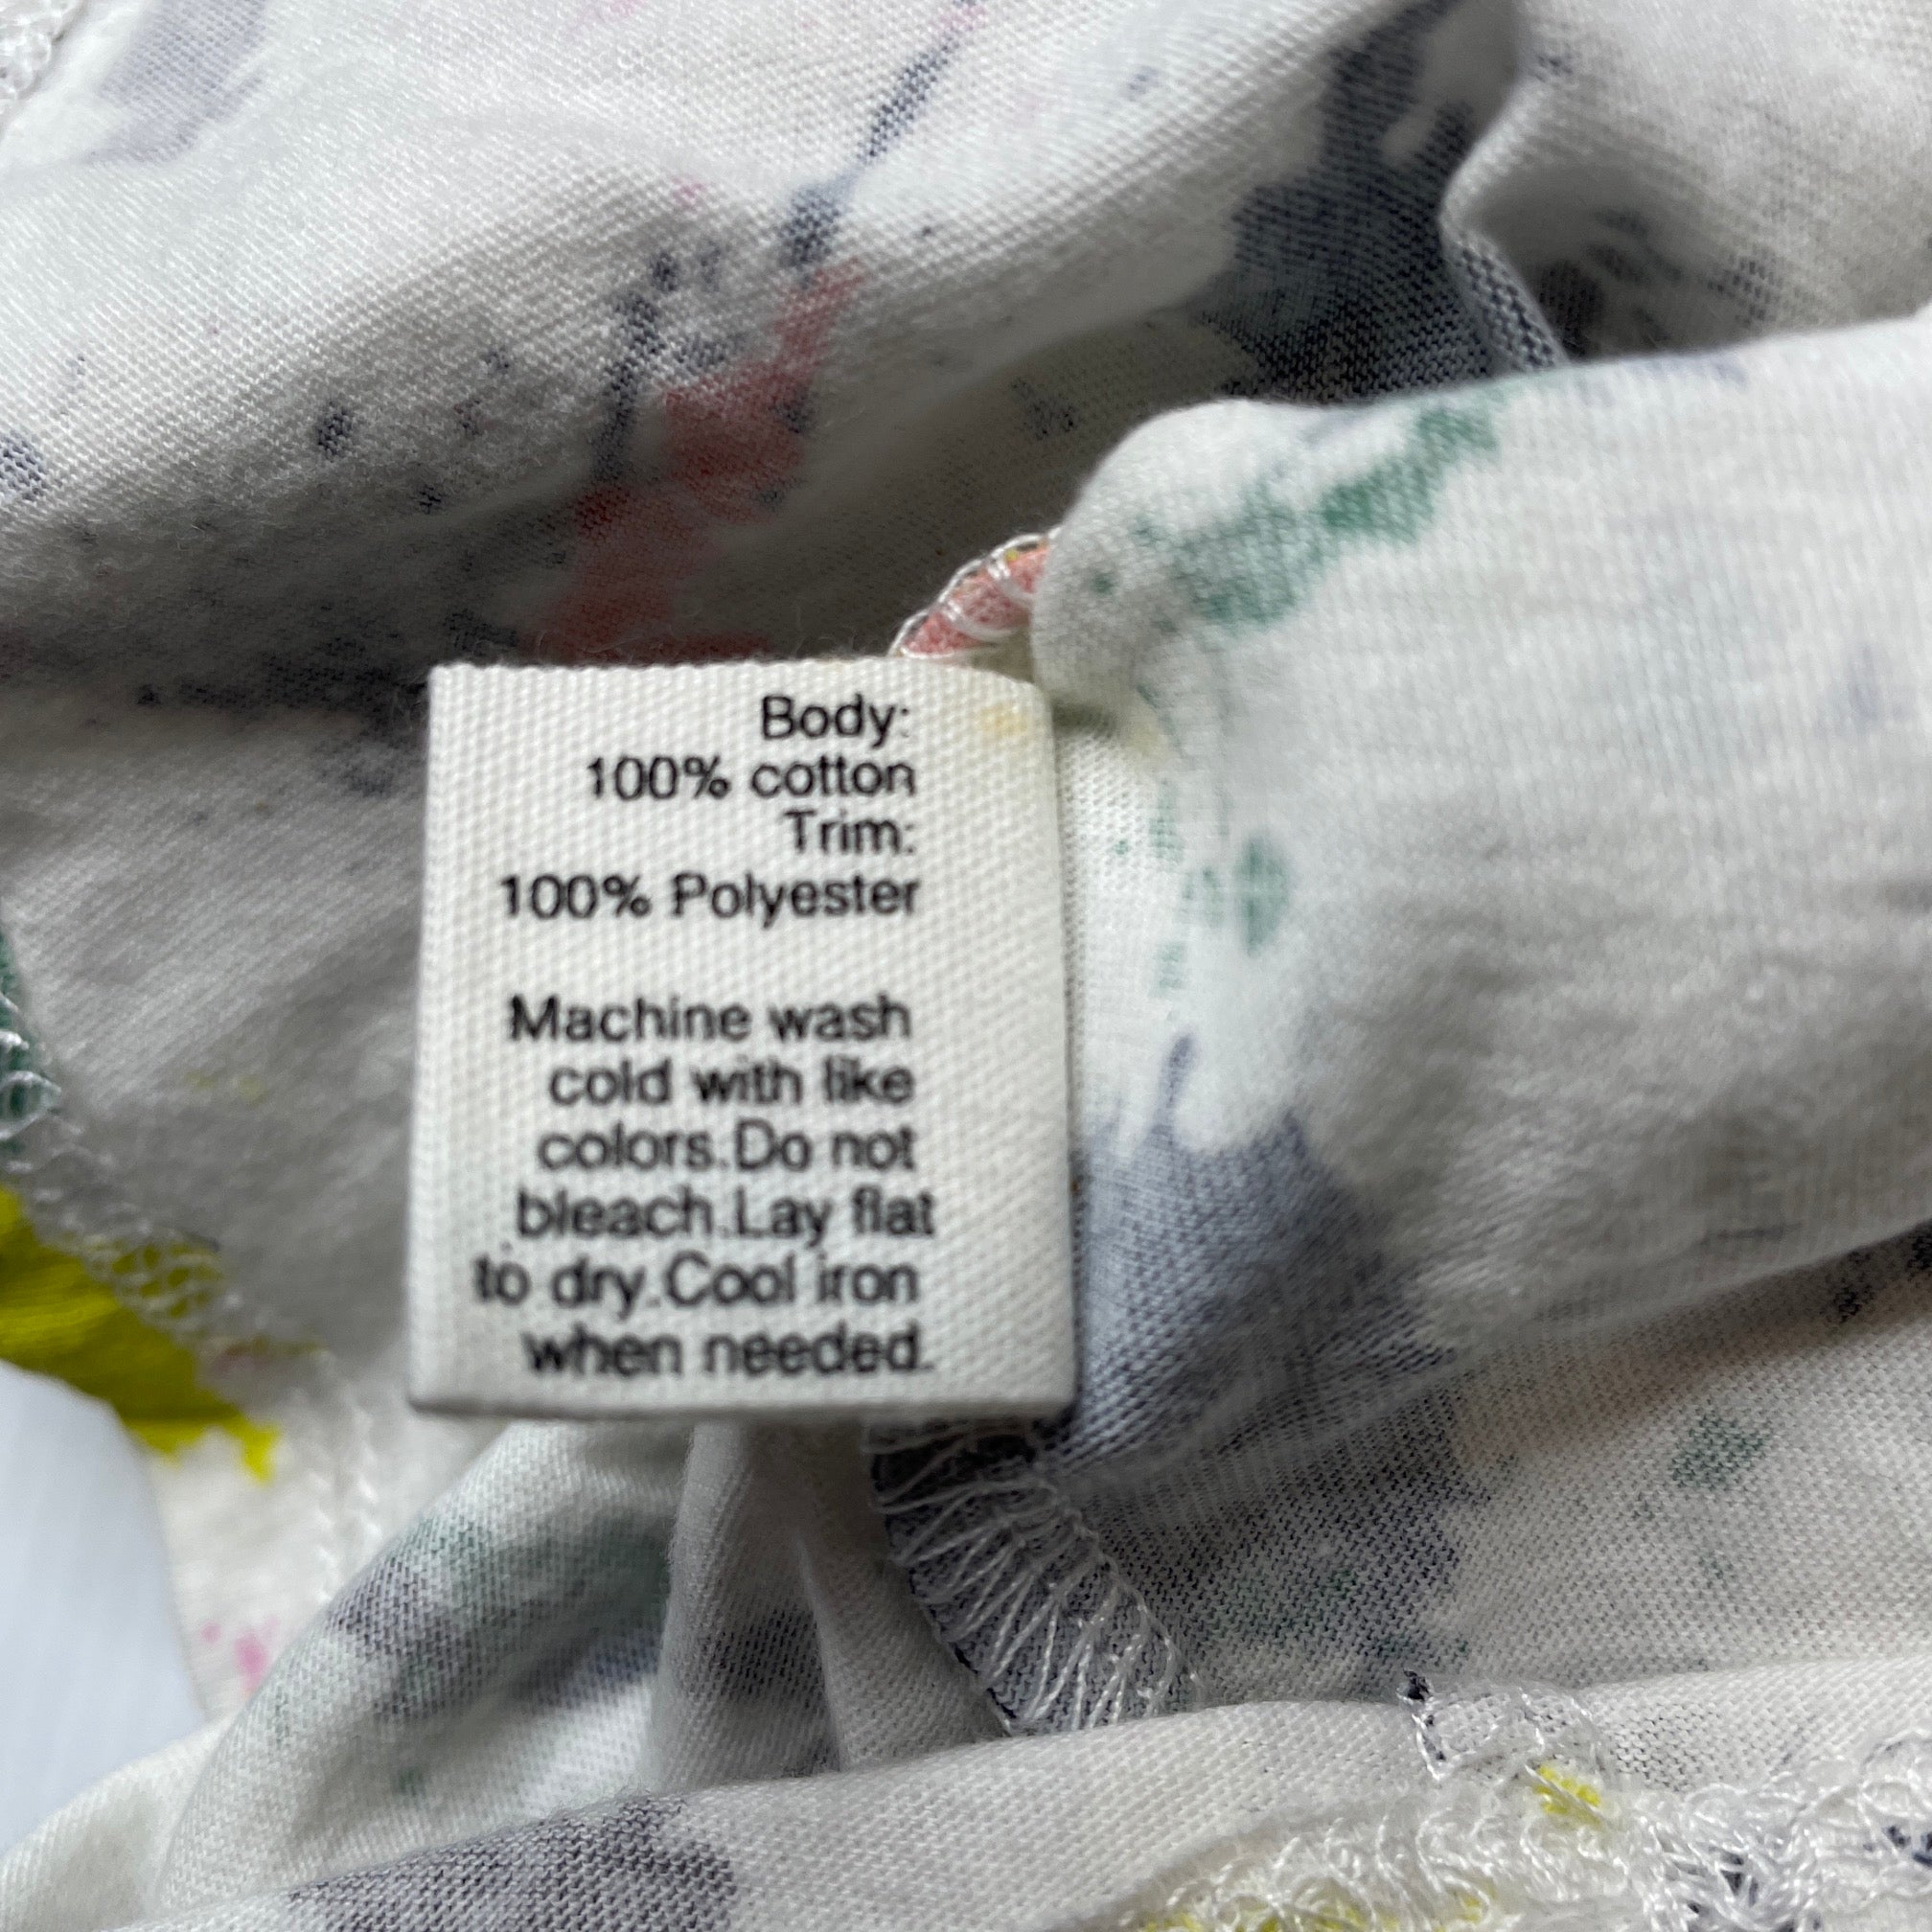 Body:
100% cotton
Trim:
100% Polyester
Machine wash
cold with like
colors.Do not
bleach.Lay flat
to dry.Cool iron
when needed.